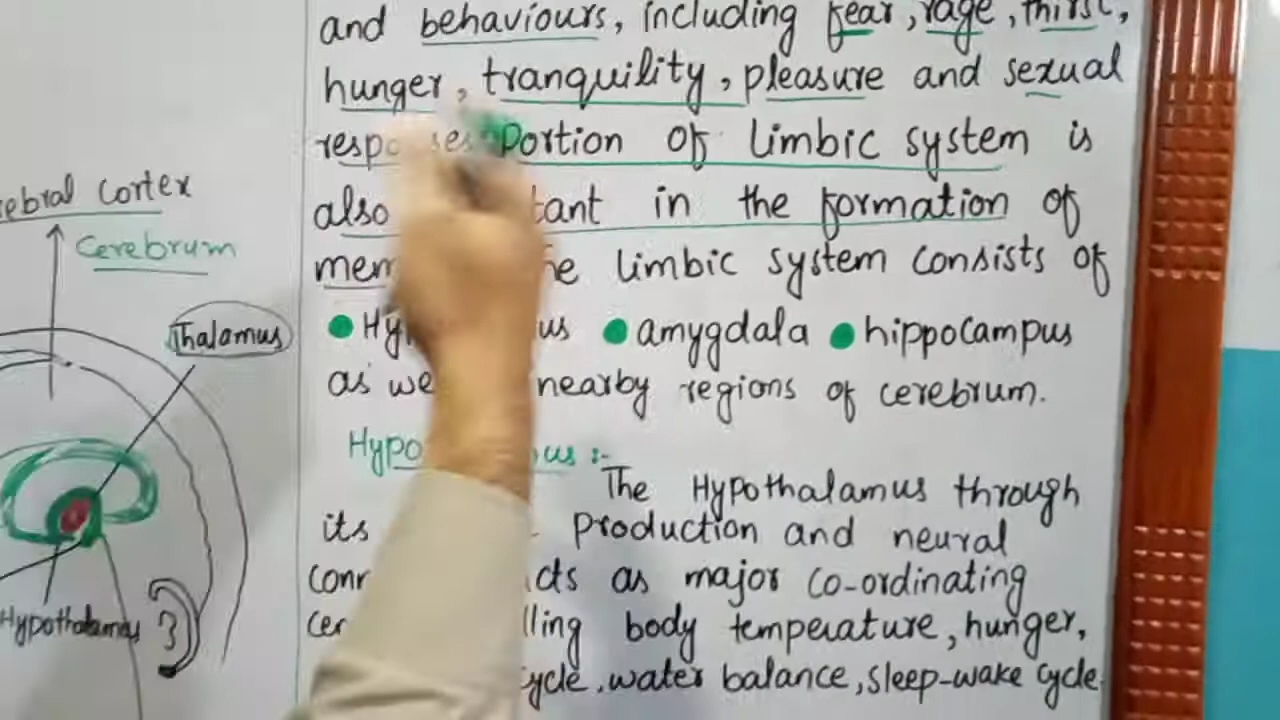 and behaviours, including fear, rage, thirst,
hunger, tranquility, pleasure and sexual
portion of limbic system is
also in the formation of
limbic system consists of
• amygdala • hippocampus
as nearby regions of cerebrum.
The Hypothalamus through
its production and neural
as major co-ordinating
body temperature, hunger,
water balance, sleep-wake cycle.
cortex
Cerebrum
Thalamus
Hypothalamus